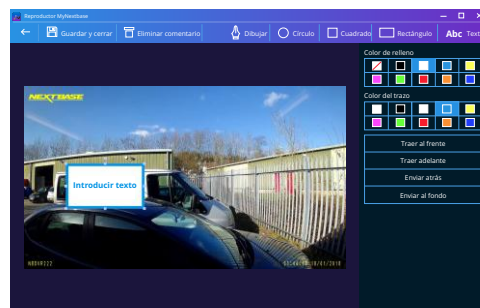 Reproductor MyNextbase
Guardar y cerrar Eliminar comentario Dibujar Círculo Cuadrado Rectángulo Abc Text
Color de relleno
NEXTBASE
Color del trazo
Traer al frente
Traer adelante
Introducir texto
Enviar atrás
Enviar al fondo